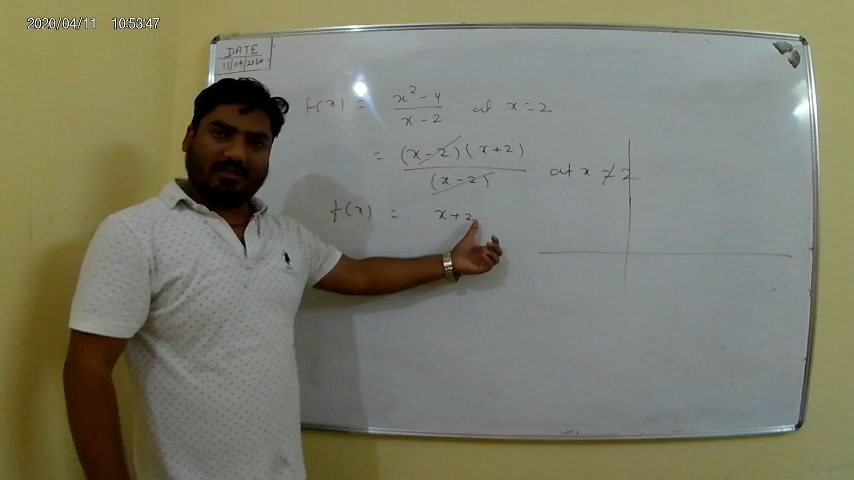 2020/04/11 10:53:47
DATE
11/04/2020
f(x) = x² - 4 / x - 2 at x = 2
= (x - 2)(x + 2) / (x - 2) at x ≠ 2
f(x) = x + 2